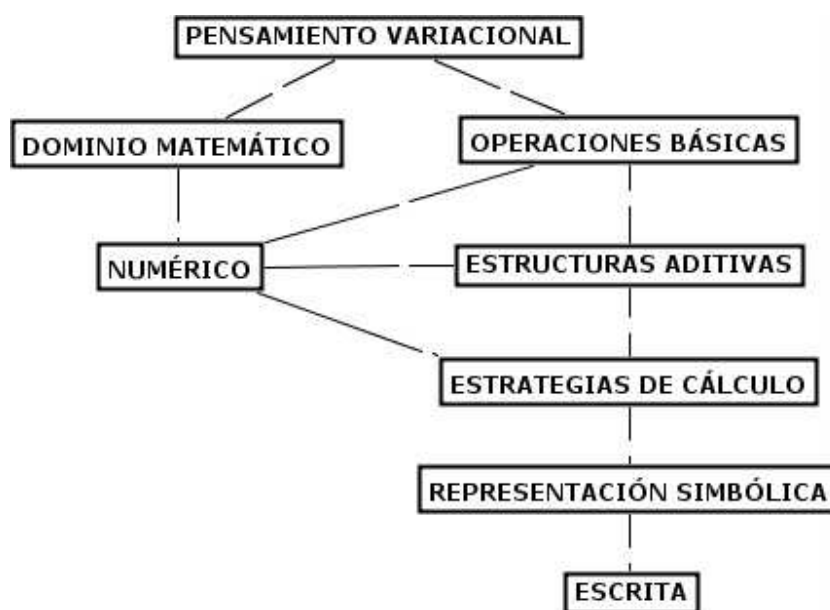 PENSAMIENTO VARIACIONAL
DOMINIO MATEMÁTICO
OPERACIONES BÁSICAS
NUMÉRICO
ESTRUCTURAS ADITIVAS
ESTRATEGIAS DE CÁLCULO
REPRESENTACIÓN SIMBÓLICA
ESCRITA